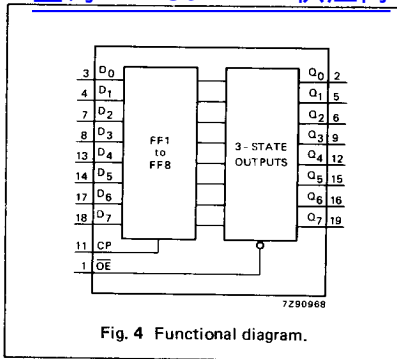 3 D0 Q0 2
4 D1 Q1 5
7 D2 Q2 6
8 D3 Q3 9
13 D4 Q4 12
14 D5 Q5 15
17 D6 Q6 16
18 D7 Q7 19
FF1
to
FF8
3-STATE
OUTPUTS
11 CP
1 O̅E̅
7Z90968
Fig. 4 Functional diagram.